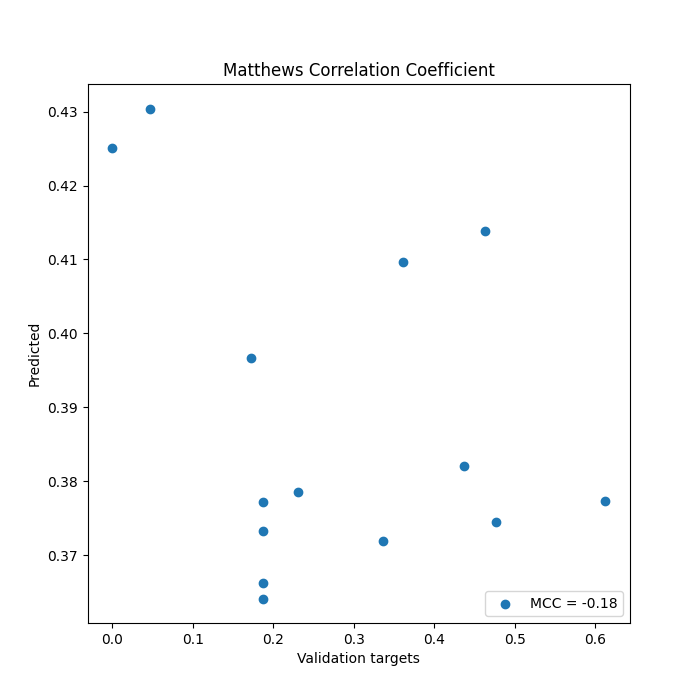 Matthews Correlation Coefficient
0.43
0.42
0.41
0.40
0.39
0.38
0.37
Predicted
MCC = -0.18
0.0 0.1 0.2 0.3 0.4 0.5 0.6
Validation targets